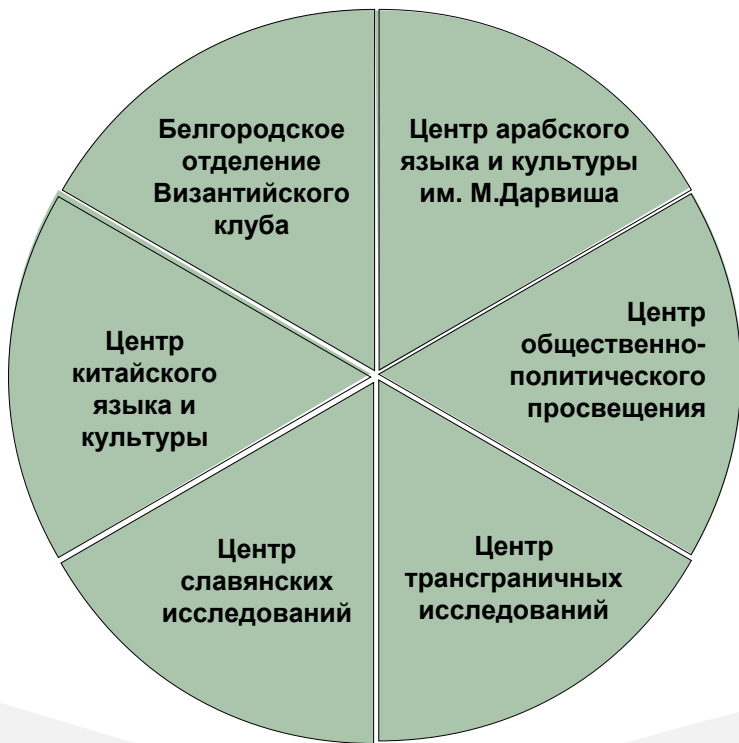 Белгородское
отделение
Византийского
клуба
Центр арабского
языка и культуры
им. М.Дарвиша
Центр
общественно-
политического
просвещения
Центр
китайского
языка и
культуры
Центр
славянских
исследований
Центр
трансграничных
исследований